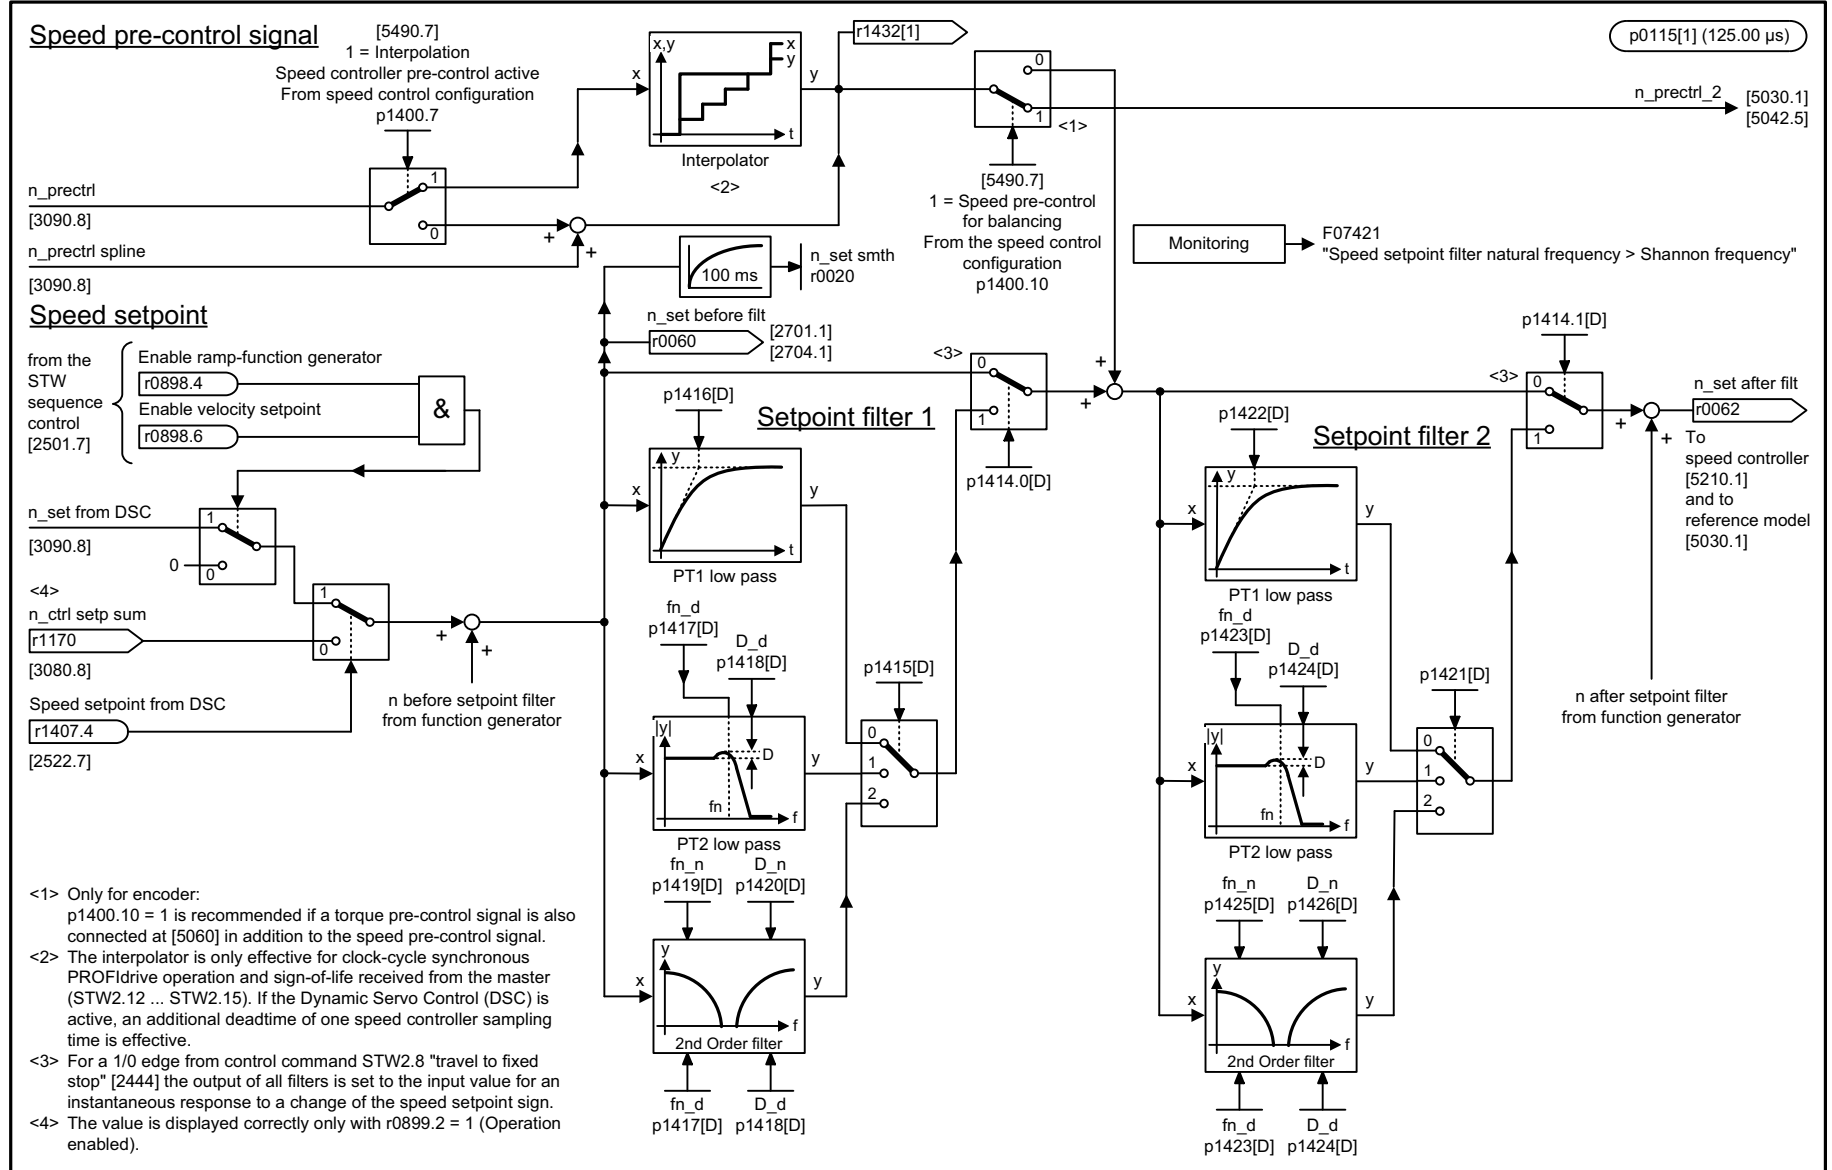 Speed pre-control signal
[5490.7]
1 = Interpolation
Speed controller pre-control active
From speed control configuration
p1400.7
x,y
x
y
t
x
y
Interpolator
<2>
r1432[1]
p0115[1] (125.00 µs)
0
1
<1>
n_prectrl_2
[5030.1]
[5042.5]
n_prectrl
[3090.8]
1
0
+
+
n_prectrl spline
[3090.8]
[5490.7]
1 = Speed pre-control
for balancing
From the speed control
configuration
p1400.10
Monitoring
F07421
"Speed setpoint filter natural frequency > Shannon frequency"
100 ms
n_set smth
r0020
Speed setpoint
n_set before filt
r0060
[2701.1]
[2704.1]
from the
STW
sequence
control
[2501.7]
Enable ramp-function generator
r0898.4
Enable velocity setpoint
r0898.6
&
n_set from DSC
[3090.8]
1
0
0
<4>
n_ctrl setp sum
r1170
[3080.8]
1
0
Speed setpoint from DSC
r1407.4
[2522.7]
+
+
n before setpoint filter
from function generator
Setpoint filter 1
p1416[D]
x
y
t
y
PT1 low pass
fn_d
p1417[D]
D_d
p1418[D]
x
|y|
D
fn
f
y
PT2 low pass
fn_n
p1419[D]
D_n
p1420[D]
x
y
f
y
2nd Order filter
fn_d
p1417[D]
D_d
p1418[D]
p1415[D]
0
1
2
<3>
0
1
p1414.0[D]
+
+
Setpoint filter 2
p1422[D]
x
y
t
y
PT1 low pass
fn_d
p1423[D]
D_d
p1424[D]
x
|y|
D
fn
f
y
PT2 low pass
fn_n
p1425[D]
D_n
p1426[D]
x
y
f
y
2nd Order filter
fn_d
p1423[D]
D_d
p1424[D]
p1421[D]
0
1
2
p1414.1[D]
<3>
0
1
+
+
n_set after filt
r0062
To
speed controller
[5210.1]
and to
reference model
[5030.1]
n after setpoint filter
from function generator
<1> Only for encoder:
p1400.10 = 1 is recommended if a torque pre-control signal is also
connected at [5060] in addition to the speed pre-control signal.
<2> The interpolator is only effective for clock-cycle synchronous
PROFIdrive operation and sign-of-life received from the master
(STW2.12 ... STW2.15). If the Dynamic Servo Control (DSC) is
active, an additional deadtime of one speed controller sampling
time is effective.
<3> For a 1/0 edge from control command STW2.8 "travel to fixed
stop" [2444] the output of all filters is set to the input value for an
instantaneous response to a change of the speed setpoint sign.
<4> The value is displayed correctly only with r0899.2 = 1 (Operation
enabled).